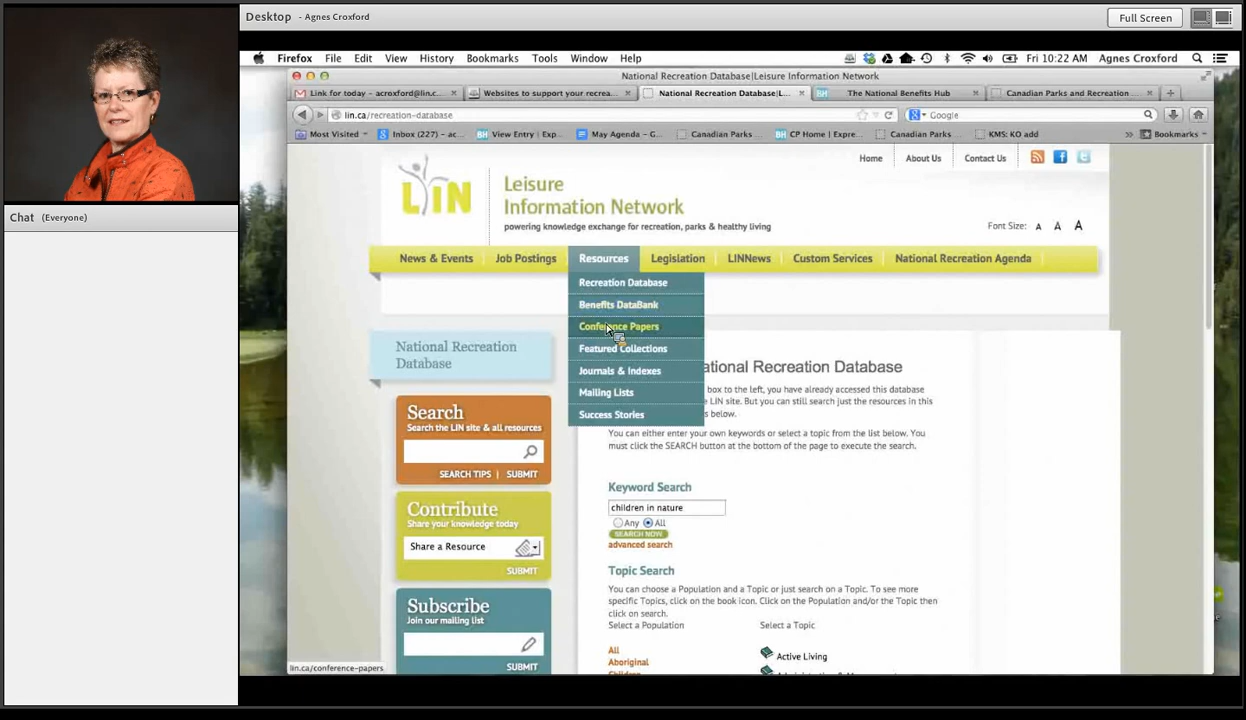 Desktop - Agnes Croxford
Full Screen
Firefox File Edit View History Bookmarks Tools Window Help
Fri 10:22 AM Agnes Croxford
National Recreation Database|Leisure Information Network
Link for today - acroxford@lin.c...
Websites to support your recrea...
National Recreation Database|L...
The National Benefits Hub
Canadian Parks and Recreation ...
lin.ca/recreation-database
Google
Most Visited
Inbox (227) - ac...
View Entry | Exp...
May Agenda - G...
Canadian Parks ...
CP Home | Expre...
Canadian Parks ...
KMS: KO add
Bookmarks
Chat (Everyone)
Home About Us Contact Us
LIN
Leisure
Information Network
powering knowledge exchange for recreation, parks & healthy living
Font Size: A A A
News & Events Job Postings Resources Legislation LINNews Custom Services National Recreation Agenda
Recreation Database
Benefits DataBank
Conference Papers
Featured Collections
Journals & Indexes
Mailing Lists
Success Stories
National Recreation
Database
Search
Search the LIN site & all resources
SEARCH TIPS | SUBMIT
Contribute
Share your knowledge today
Share a Resource
SUBMIT
Subscribe
Join our mailing list
SUBMIT
ational Recreation Database
box to the left, you have already accessed this database
e LIN site. But you can still search just the resources in this
s below.
You can either enter your own keywords or select a topic from the list below. You
must click the SEARCH button at the bottom of the page to execute the search.
Keyword Search
children in nature
Any All
SEARCH NOW
advanced search
Topic Search
You can choose a Population and a Topic or just search on a Topic. To see more
specific Topics, click on the book icon. Click on the Population and/or the Topic then
click on search.
Select a Population Select a Topic
All
Aboriginal
Active Living
lin.ca/conference-papers